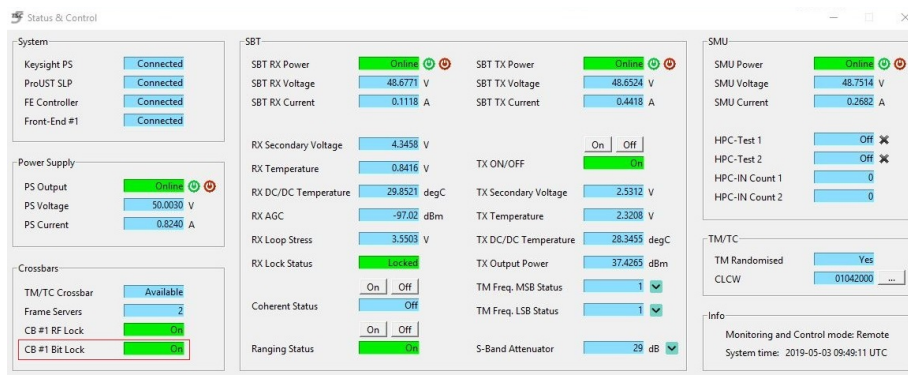 Status & Control
System
Keysight PS Connected
ProUST SLP Connected
FE Controller Connected
Front-End #1 Connected
Power Supply
PS Output Online
PS Voltage 50.0030 V
PS Current 0.8240 A
Crossbars
TM/TC Crossbar Available
Frame Servers 2
CB #1 RF Lock On
CB #1 Bit Lock On
SBT
SBT RX Power Online
SBT RX Voltage 48.6771 V
SBT RX Current 0.1118 A
RX Secondary Voltage 4.3458 V
RX Temperature 0.8416 V
RX DC/DC Temperature 29.8521 degC
RX AGC -97.02 dBm
RX Loop Stress 3.5503 V
RX Lock Status Locked
On Off
Coherent Status Off
On Off
Ranging Status On
SBT TX Power Online
SBT TX Voltage 48.6524 V
SBT TX Current 0.4418 A
On Off
TX ON/OFF On
TX Secondary Voltage 2.5312 V
TX Temperature 2.3208 V
TX DC/DC Temperature 28.3455 degC
TX Output Power 37.4265 dBm
TM Freq. MSB Status 1
TM Freq. LSB Status 1
S-Band Attenuator 29 dB
SMU
SMU Power Online
SMU Voltage 48.7514 V
SMU Current 0.2682 A
HPC-Test 1 Off
HPC-Test 2 Off
HPC-IN Count 1 0
HPC-IN Count 2 0
TM/TC
TM Randomised Yes
CLCW 01042000 ...
Info
Monitoring and Control mode: Remote
System time: 2019-05-03 09:49:11 UTC